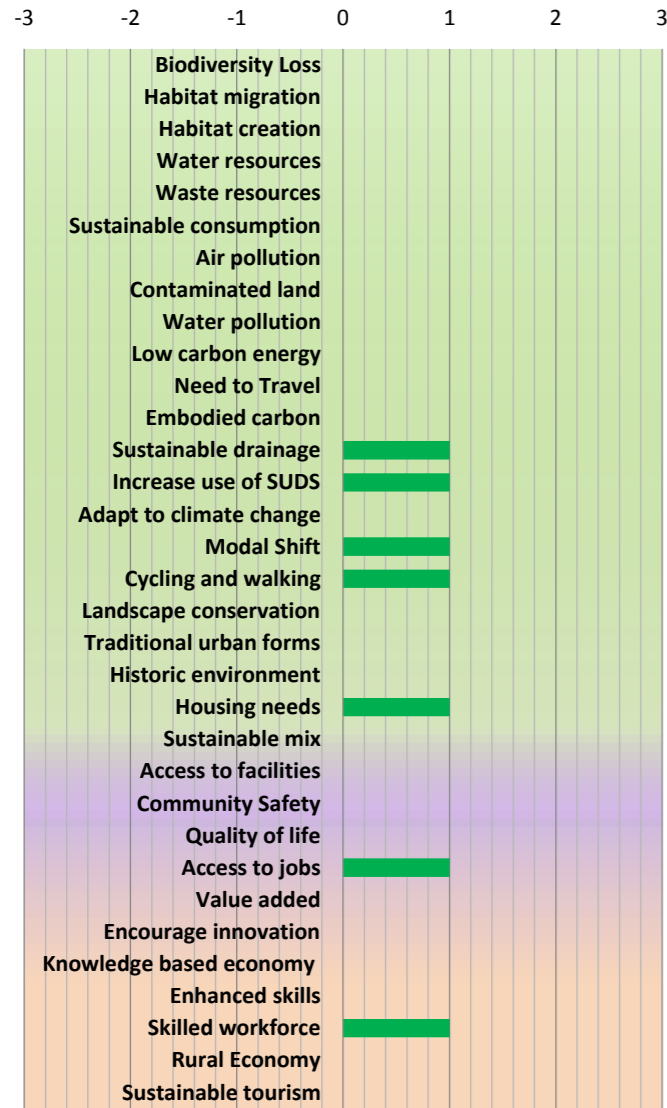 -3 -2 -1 0 1 2 3
Biodiversity Loss
Habitat migration
Habitat creation
Water resources
Waste resources
Sustainable consumption
Air pollution
Contaminated land
Water pollution
Low carbon energy
Need to Travel
Embodied carbon
Sustainable drainage
Increase use of SUDS
Adapt to climate change
Modal Shift
Cycling and walking
Landscape conservation
Traditional urban forms
Historic environment
Housing needs
Sustainable mix
Access to facilities
Community Safety
Quality of life
Access to jobs
Value added
Encourage innovation
Knowledge based economy
Enhanced skills
Skilled workforce
Rural Economy
Sustainable tourism